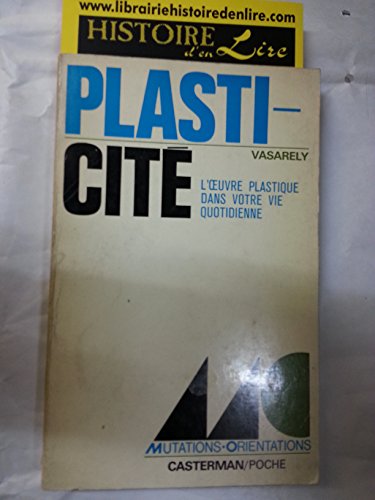 www.librairiehistoiredenlire.com
HISTOIRE
d'en Lire
PLASTI-
VASARELY
CITÉ
L'ŒUVRE PLASTIQUE
DANS VOTRE VIE
QUOTIDIENNE
MUTATIONS-ORIENTATIONS
CASTERMAN/POCHE